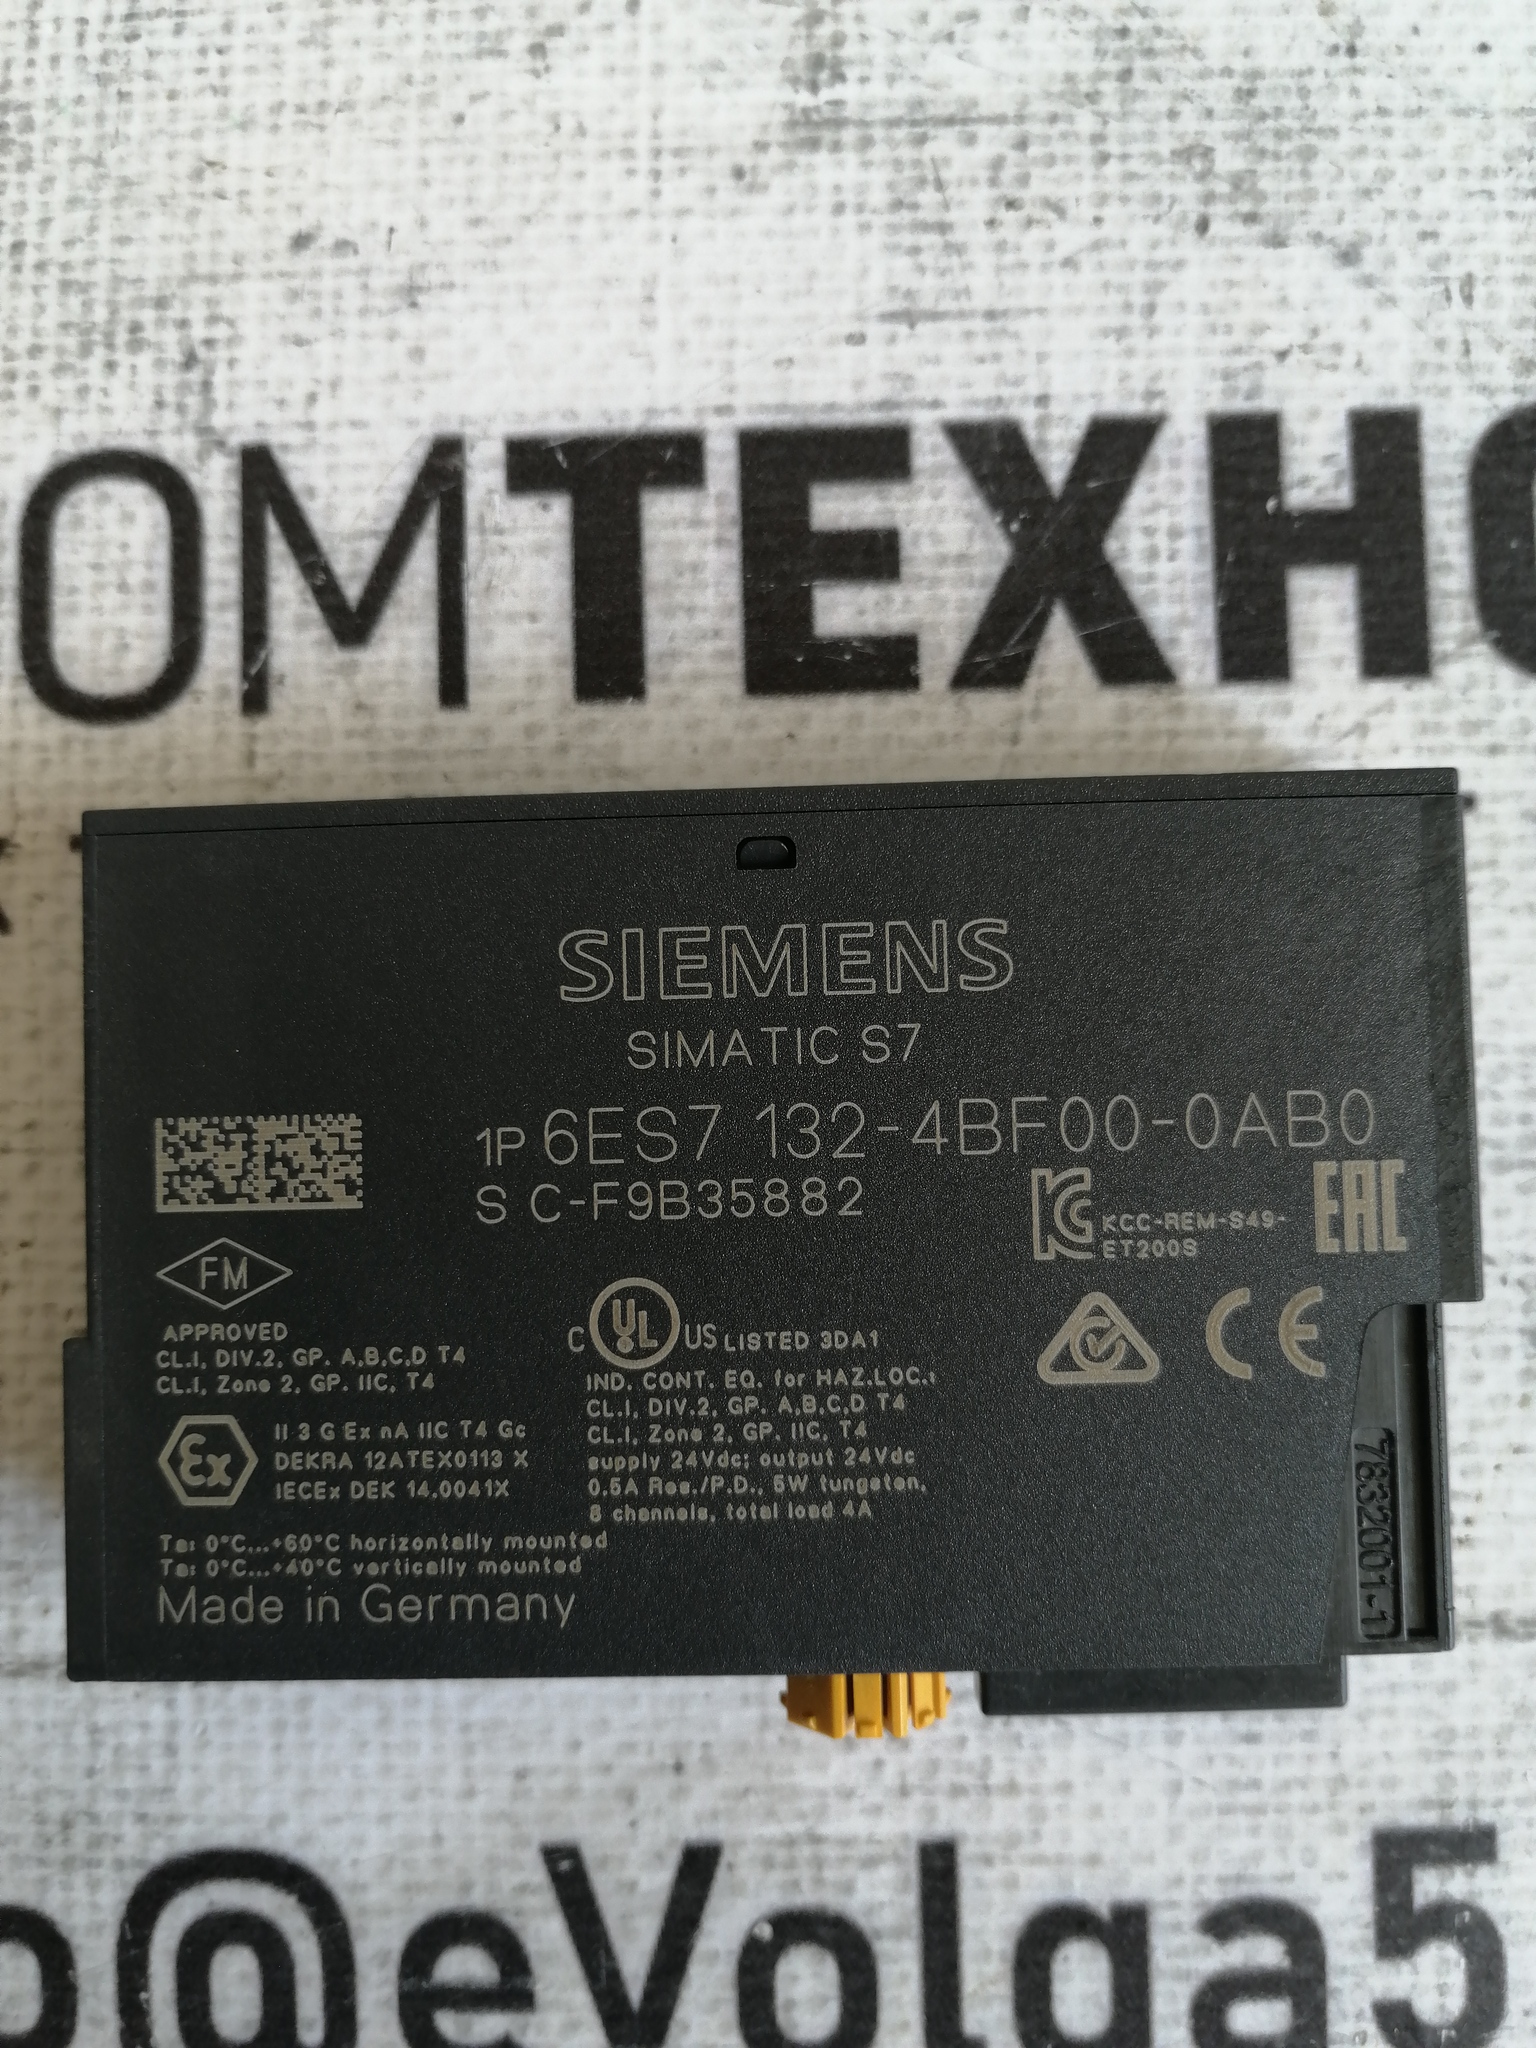 ОМТЕХНО
SIEMENS
SIMATIC S7
1P 6ES7 132-4BF00-0AB0
S C-F9B35882
KCC-REM-S49-
ET200S
EAC
FM
APPROVED
CL.I, DIV.2, GP. A,B,C,D T4
CL.I, Zone 2, GP. IIC, T4
C UL US LISTED 3DA1
IND. CONT. EQ. for HAZ.LOC.:
CL.I, DIV.2, GP. A,B,C,D T4
CL.I, Zone 2, GP. IIC, T4
supply 24Vdc; output 24Vdc
0.5A Res./P.D., 5W tungsten,
8 channels, total load 4A
CE
Ex
II 3 G Ex nA IIC T4 Gc
DEKRA 12ATEX0113 X
IECEx DEK 14.0041X
Ta: 0°C...+60°C horizontally mounted
Ta: 0°C...+40°C vertically mounted
Made in Germany
7832001-1
o@eVolga5